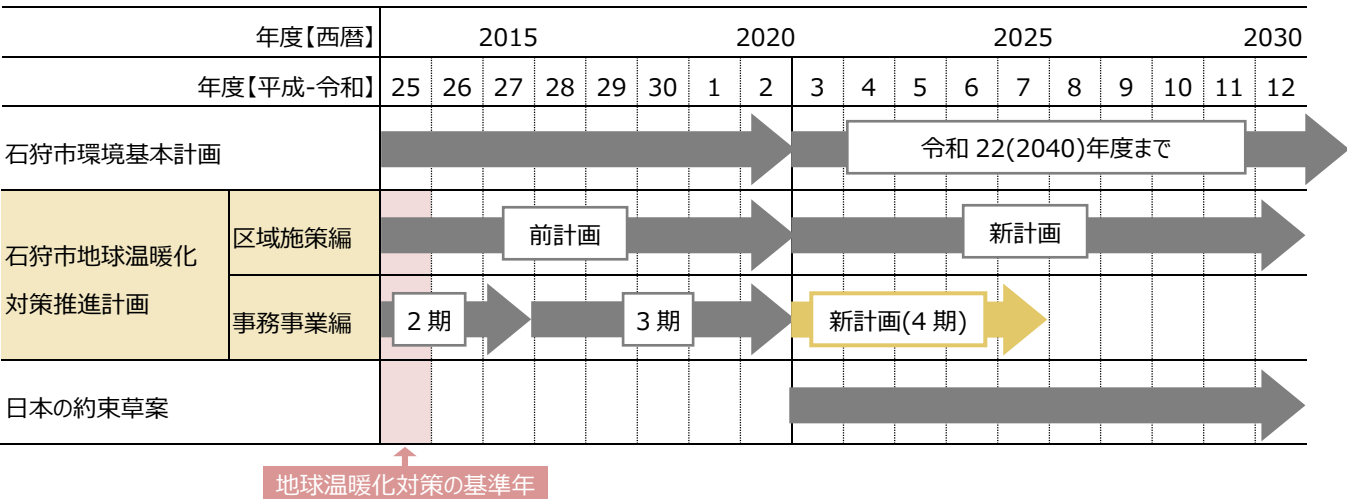 年度【西暦】 2015 2020 2025 2030
年度【平成-令和】 25 26 27 28 29 30 1 2 3 4 5 6 7 8 9 10 11 12
石狩市環境基本計画 令和 22(2040)年度まで
石狩市地球温暖化
対策推進計画
区域施策編 前計画 新計画
事務事業編 2 期 3 期 新計画(4 期)
日本の約束草案
地球温暖化対策の基準年